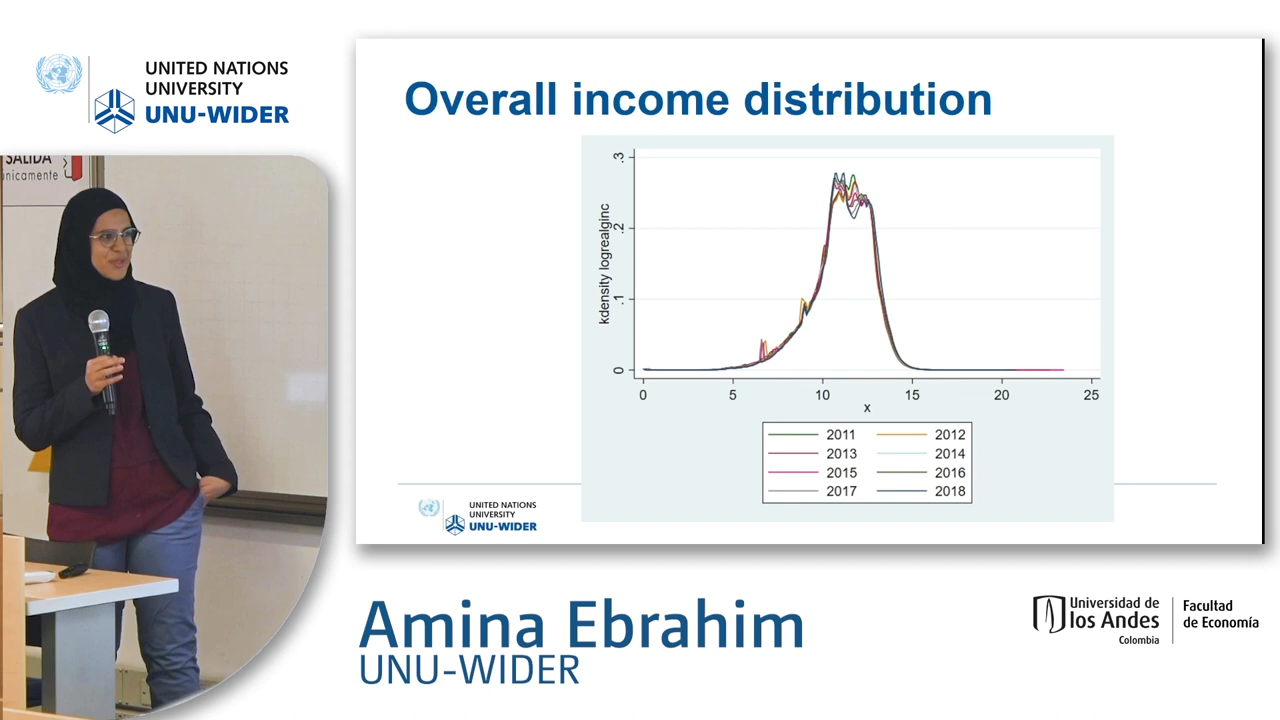 UNITED NATIONS
UNIVERSITY
UNU-WIDER
SALIDA
únicamente
Overall income distribution
kdensity logrealginc
.3
.2
.1
0
0 5 10 15 20 25
x
2011 2012
2013 2014
2015 2016
2017 2018
UNITED NATIONS
UNIVERSITY
UNU-WIDER
Amina Ebrahim
UNU-WIDER
Universidad de
los Andes
Colombia
Facultad
de Economía